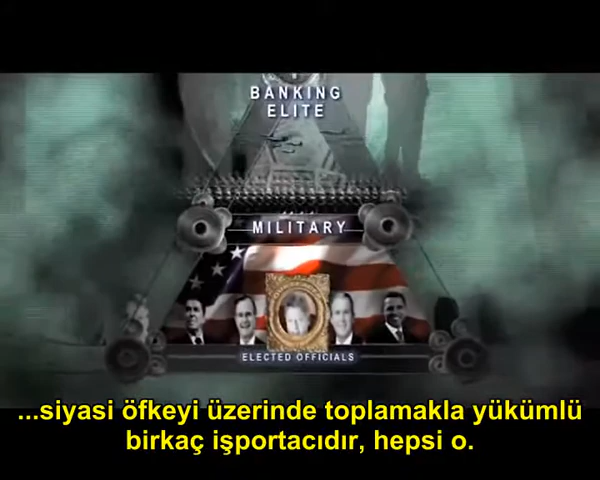 BANKING
ELITE
MILITARY
ELECTED OFFICIALS
...siyasi öfkeyi üzerinde toplamakla yükümlü
birkaç işportacıdır, hepsi o.